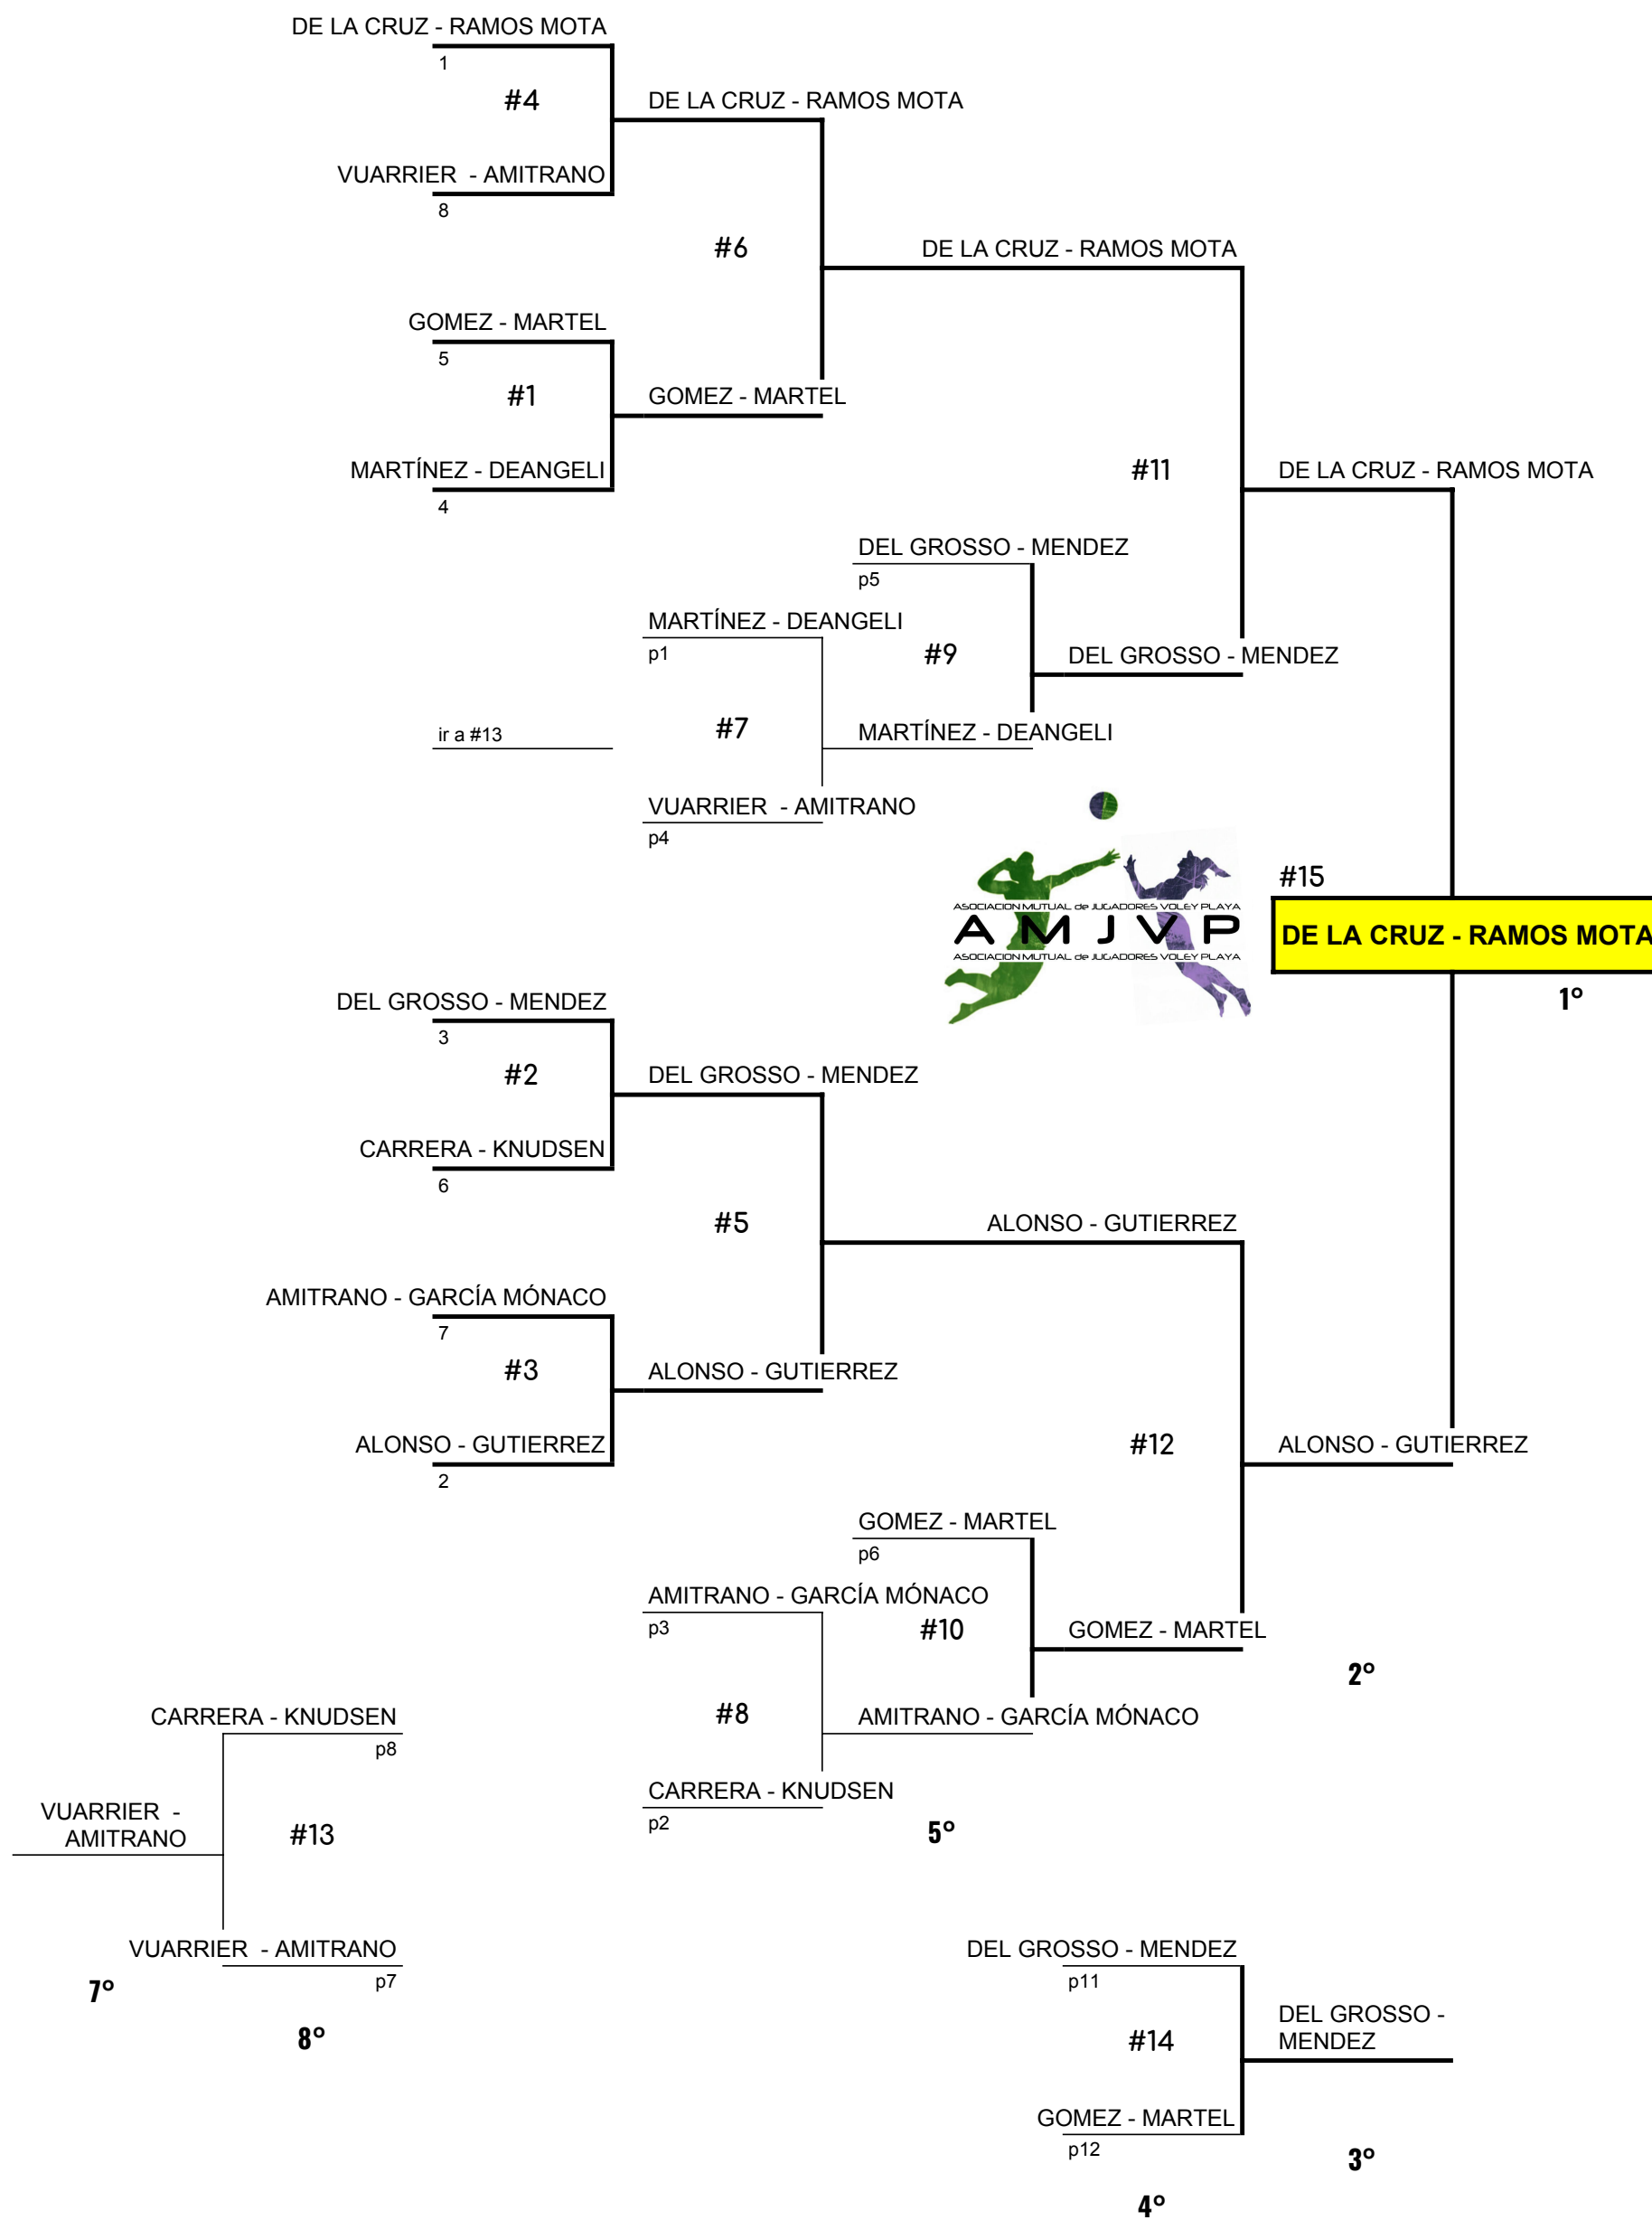 DE LA CRUZ - RAMOS MOTA
1
#4
DE LA CRUZ - RAMOS MOTA
VUARRIER - AMITRANO
8
#6
DE LA CRUZ - RAMOS MOTA
GOMEZ - MARTEL
5
#1
GOMEZ - MARTEL
MARTÍNEZ - DEANGELI
4
#11
DE LA CRUZ - RAMOS MOTA
DEL GROSSO - MENDEZ
p5
MARTÍNEZ - DEANGELI
p1
#9
DEL GROSSO - MENDEZ
ir a #13
#7
MARTÍNEZ - DEANGELI
VUARRIER - AMITRANO
p4
#15
ASOCIACION MUTUAL de JUGADORES VOLEY PLAYA
AMJVP
ASOCIACION MUTUAL de JUGADORES VOLEY PLAYA
DE LA CRUZ - RAMOS MOTA
1º
DEL GROSSO - MENDEZ
3
#2
DEL GROSSO - MENDEZ
CARRERA - KNUDSEN
6
#5
ALONSO - GUTIERREZ
AMITRANO - GARCÍA MÓNACO
7
#3
ALONSO - GUTIERREZ
ALONSO - GUTIERREZ
2
#12
ALONSO - GUTIERREZ
GOMEZ - MARTEL
p6
AMITRANO - GARCÍA MÓNACO
p3
#10
GOMEZ - MARTEL
2º
CARRERA - KNUDSEN
p8
#8
AMITRANO - GARCÍA MÓNACO
CARRERA - KNUDSEN
p2
5º
VUARRIER -
AMITRANO
#13
VUARRIER - AMITRANO
p7
7º
8º
DEL GROSSO - MENDEZ
p11
#14
DEL GROSSO -
MENDEZ
GOMEZ - MARTEL
p12
3º
4º